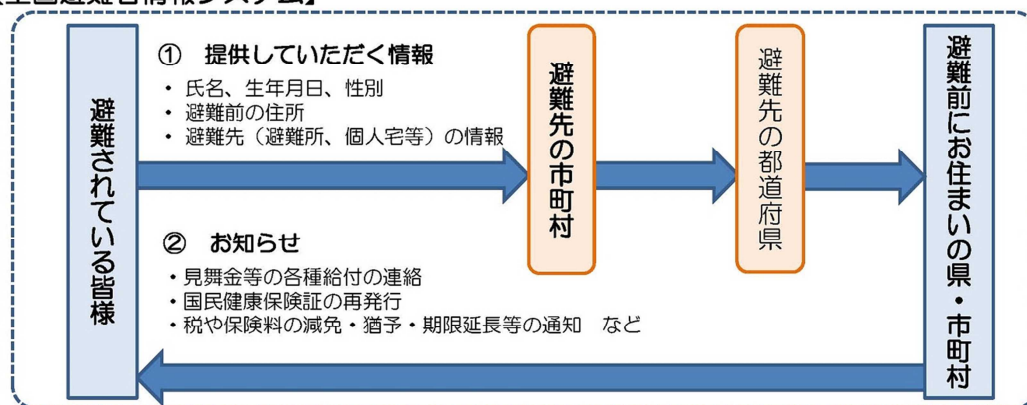 避難されている皆様
① 提供していただく情報
・ 氏名、生年月日、性別
・ 避難前の住所
・ 避難先（避難所、個人宅等）の情報
避難先の市町村
避難先の都道府県
避難前にお住まいの県・市町村
② お知らせ
・見舞金等の各種給付の連絡
・国民健康保険証の再発行
・税や保険料の減免・猶予・期限延長等の通知　など